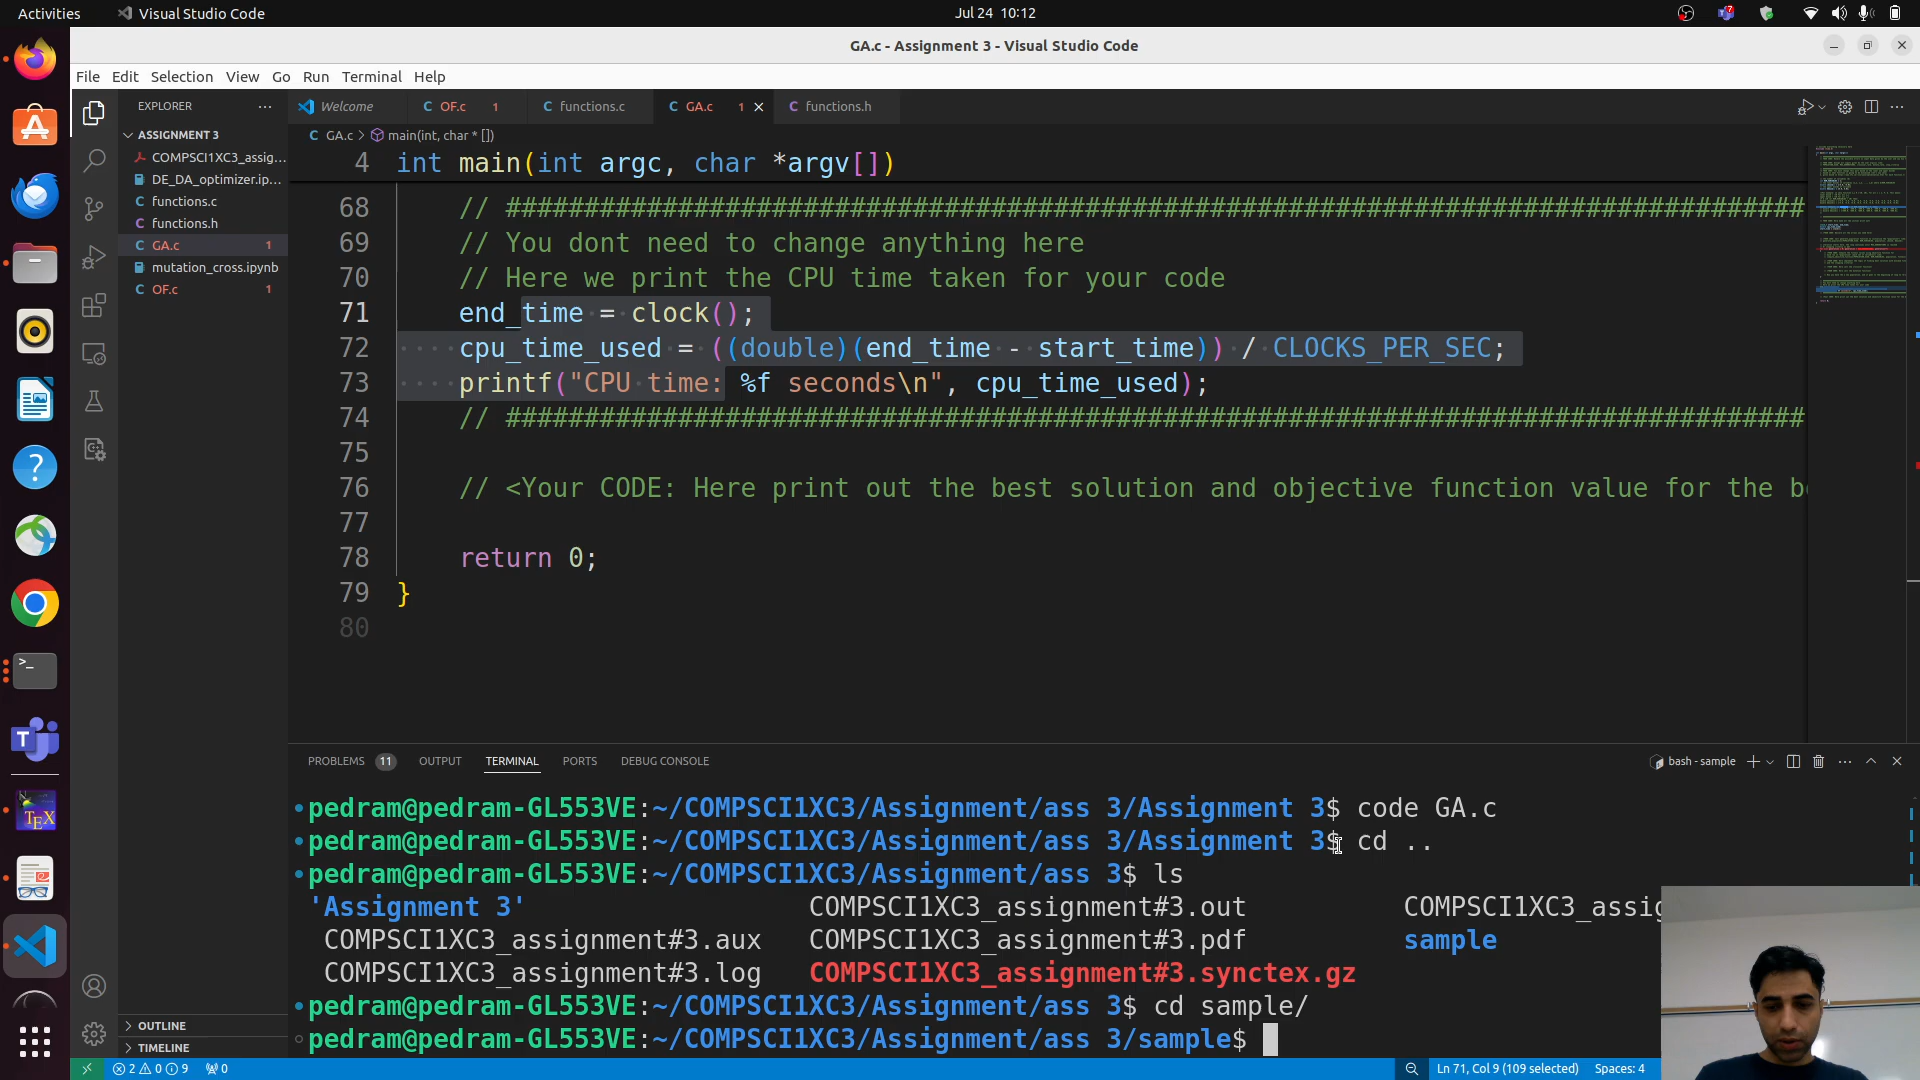 Activities
Visual Studio Code
Jul 24 10:12
GA.c - Assignment 3 - Visual Studio Code
File Edit Selection View Go Run Terminal Help
EXPLORER
Welcome
C OF.c 1
C functions.c
C GA.c 1
C functions.h
ASSIGNMENT 3
COMPSCI1XC3_assig...
DE_DA_optimizer.ip...
C functions.c
C functions.h
C GA.c 1
mutation_cross.ipynb
C OF.c 1
OUTLINE
TIMELINE
C GA.c > main(int, char * [])
4 int main(int argc, char *argv[])
68 // ###################################################################################
69 // You dont need to change anything here
70 // Here we print the CPU time taken for your code
71 end_time = clock();
72 cpu_time_used = ((double)(end_time - start_time)) / CLOCKS_PER_SEC;
73 printf("CPU time: %f seconds\n", cpu_time_used);
74 // ###################################################################################
75
76 // <Your CODE: Here print out the best solution and objective function value for the b
77
78 return 0;
79 }
80
PROBLEMS 11 OUTPUT TERMINAL PORTS DEBUG CONSOLE
bash - sample
pedram@pedram-GL553VE:~/COMPSCI1XC3/Assignment/ass 3/Assignment 3$ code GA.c
pedram@pedram-GL553VE:~/COMPSCI1XC3/Assignment/ass 3/Assignment 3$ cd ..
pedram@pedram-GL553VE:~/COMPSCI1XC3/Assignment/ass 3$ ls
'Assignment 3' COMPSCI1XC3_assignment#3.out COMPSCI1XC3_assig
COMPSCI1XC3_assignment#3.aux COMPSCI1XC3_assignment#3.pdf sample
COMPSCI1XC3_assignment#3.log COMPSCI1XC3_assignment#3.synctex.gz
pedram@pedram-GL553VE:~/COMPSCI1XC3/Assignment/ass 3$ cd sample/
pedram@pedram-GL553VE:~/COMPSCI1XC3/Assignment/ass 3/sample$
2 0 9 0
Ln 71, Col 9 (109 selected) Spaces: 4